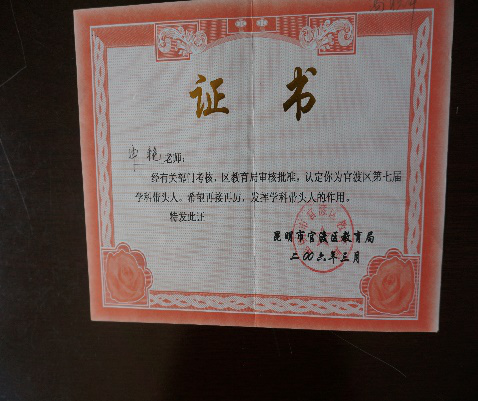 证书
艳老师:
经有关部门考核、区教育局审核批准,认定你为官渡区第七届
学科带头人。希望再接再厉,发挥学科带头人的作用。
特发此证
昆明市官渡区教育局
二〇〇六年三月